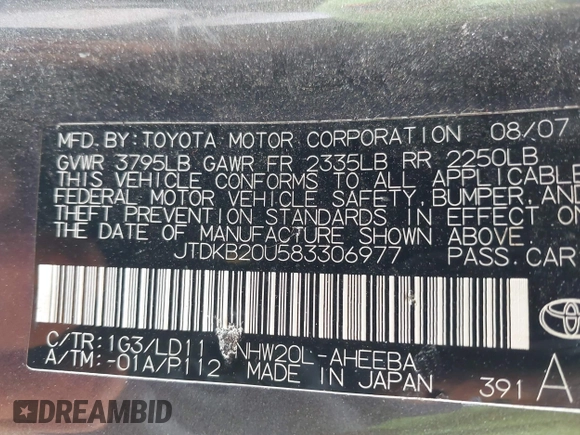 MFD. BY: TOYOTA MOTOR CORPORATION 08/07
GVWR 3795LB GAWR FR 2335LB RR 2250LB
THIS VEHICLE CONFORMS TO ALL APPLICABLE
FEDERAL MOTOR VEHICLE SAFETY, BUMPER, AND
THEFT PREVENTION STANDARDS IN EFFECT ON
DATE OF MANUFACTURE SHOWN ABOVE.
JTDKB20U583306977 PASS. CAR
C/TR: 1G3/LD11 NHW20L-AHEEBA
A/TM: -01A/P112 MADE IN JAPAN 391 A
DREAMBID